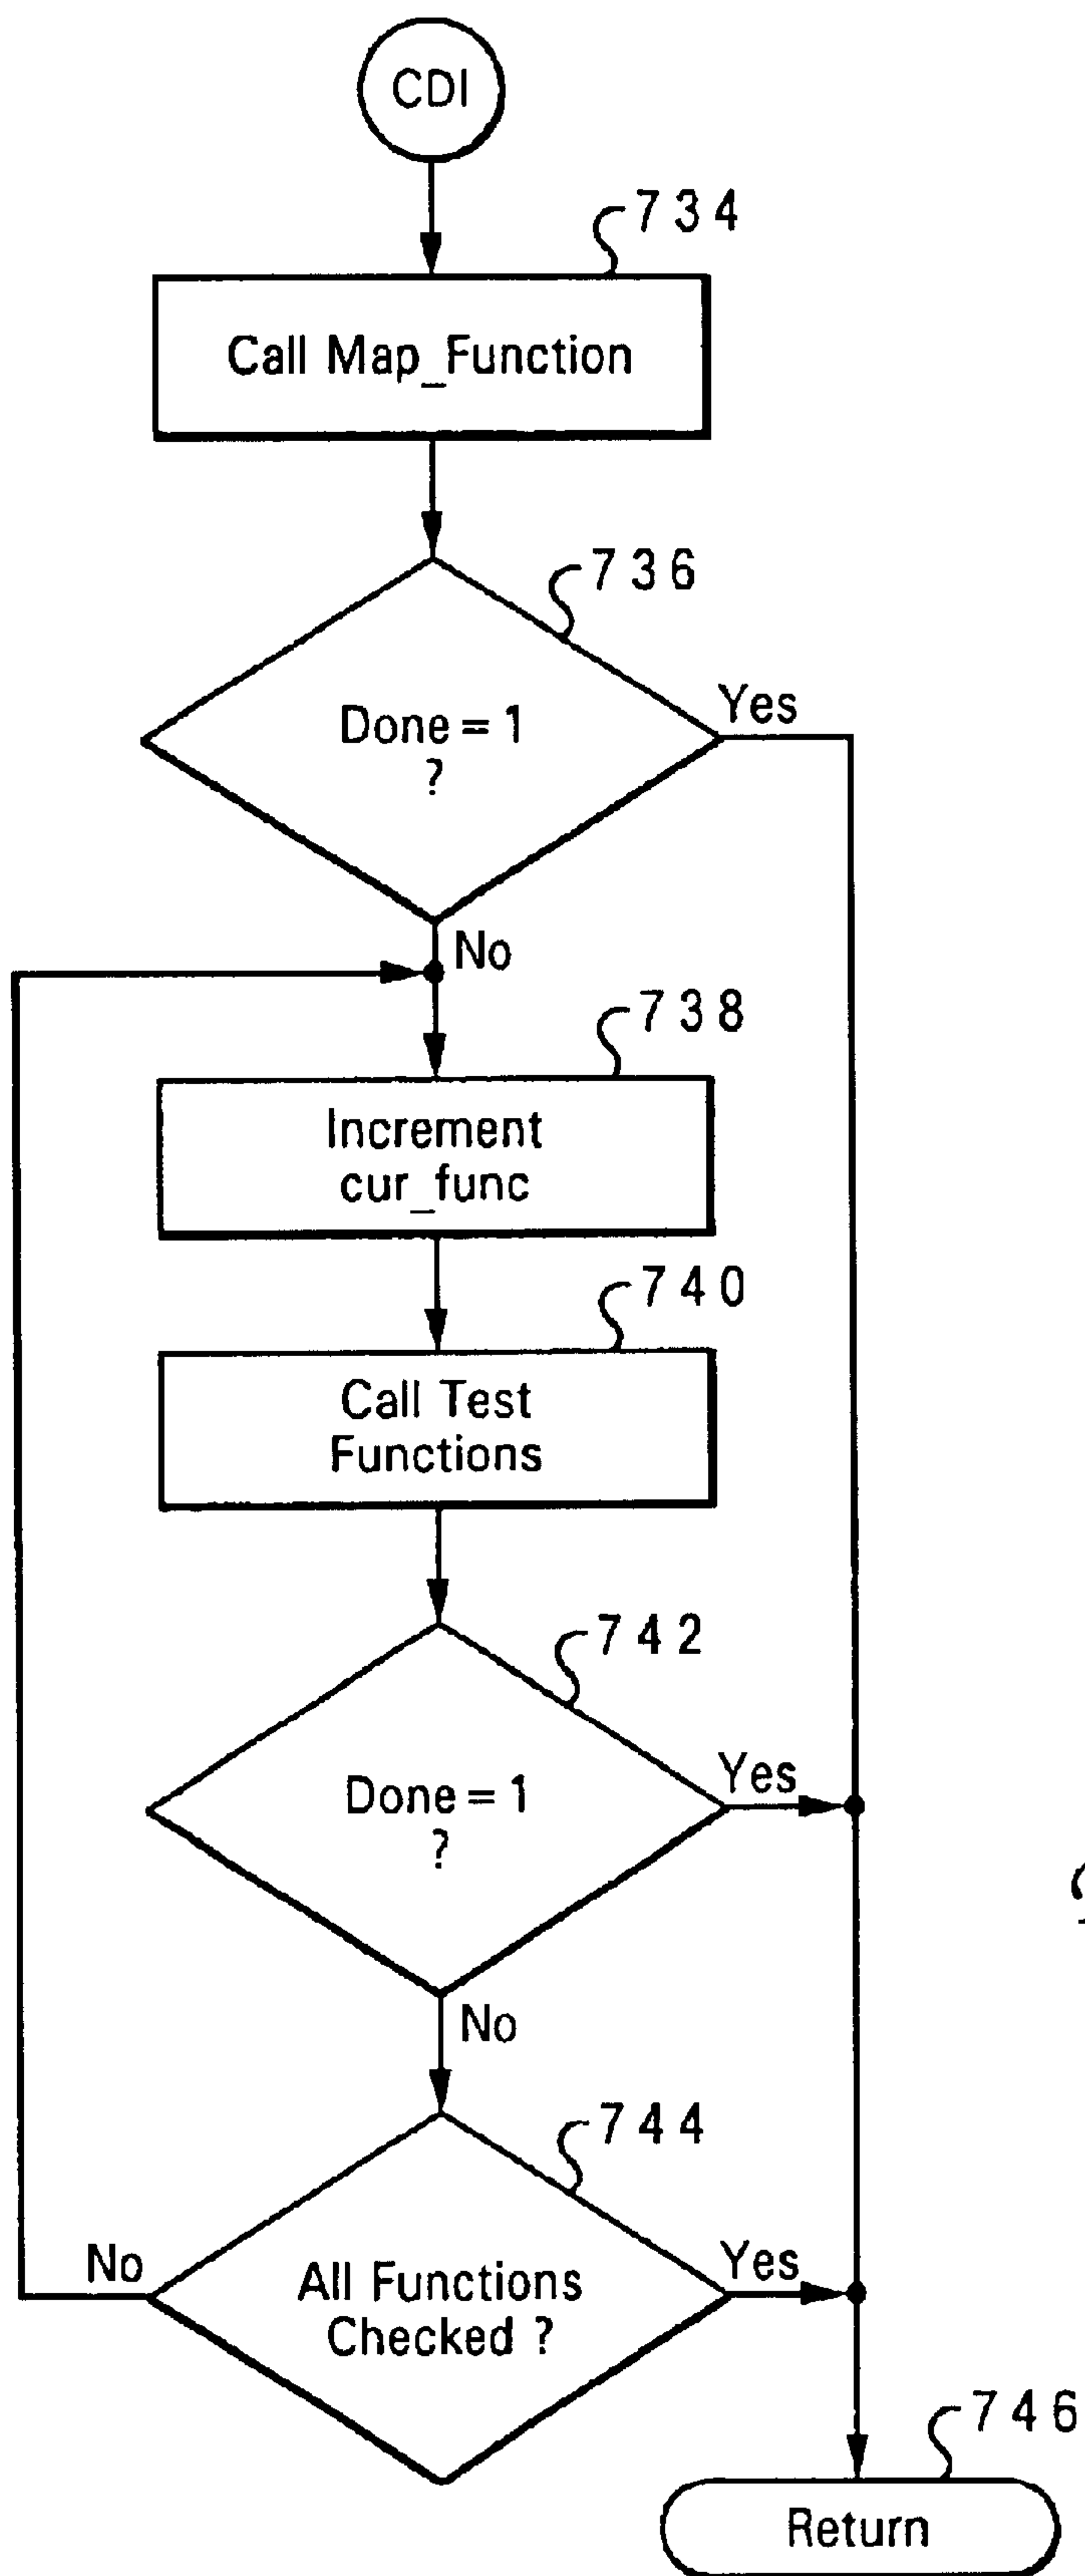 CDI
734
Call Map_Function
736
Done = 1
?
Yes
No
738
Increment
cur_func
740
Call Test
Functions
742
Done = 1
?
Yes
No
744
All Functions
Checked ?
No
Yes
746
Return